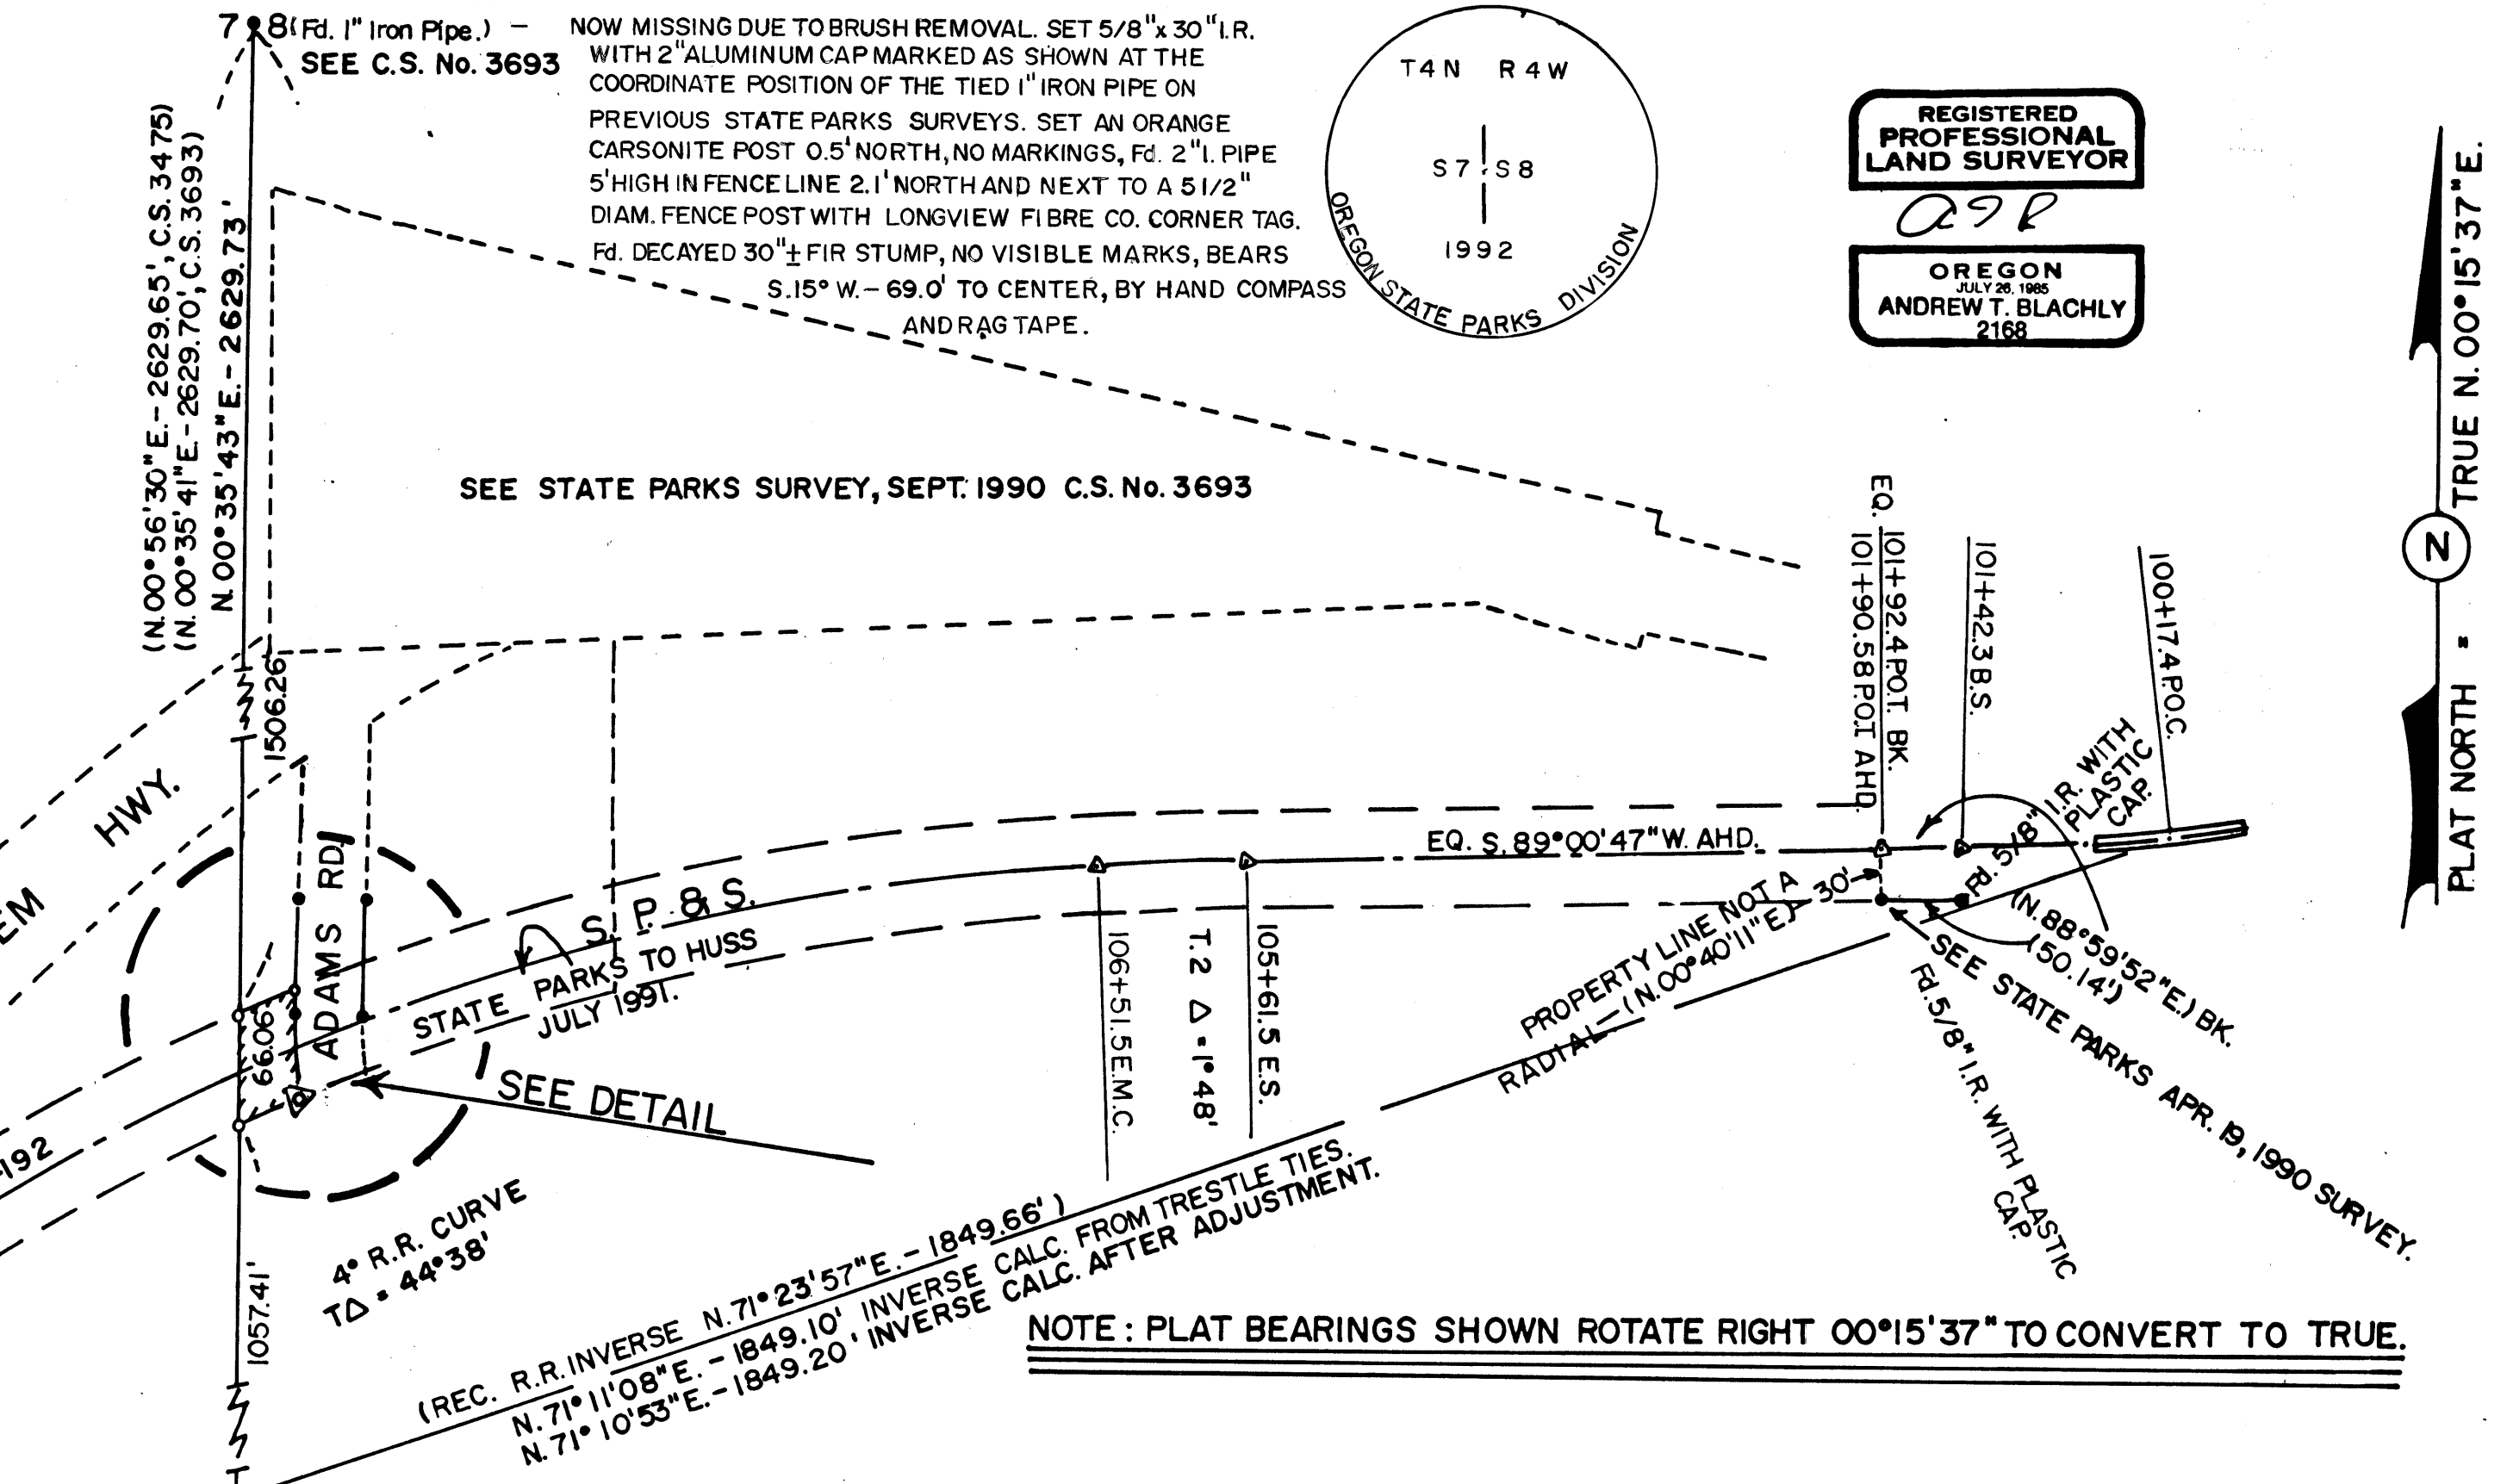 7 8 (Fd. 1" Iron Pipe.) –
SEE C.S. No. 3693
NOW MISSING DUE TO BRUSH REMOVAL. SET 5/8"x 30" I.R.
WITH 2" ALUMINUM CAP MARKED AS SHOWN AT THE
COORDINATE POSITION OF THE TIED 1" IRON PIPE ON
PREVIOUS STATE PARKS SURVEYS. SET AN ORANGE
CARSONITE POST 0.5' NORTH, NO MARKINGS, Fd. 2" I. PIPE
5' HIGH IN FENCE LINE 2.1' NORTH AND NEXT TO A 5 1/2"
DIAM. FENCE POST WITH LONGVIEW FIBRE CO. CORNER TAG.
Fd. DECAYED 30"± FIR STUMP, NO VISIBLE MARKS, BEARS
S.15° W. – 69.0' TO CENTER, BY HAND COMPASS
AND RAG TAPE.
T4N R4W
S7 S8
1992
OREGON STATE PARKS DIVISION
REGISTERED
PROFESSIONAL
LAND SURVEYOR
OREGON
JULY 26, 1985
ANDREW T. BLACHLY
2168
(N.00°56'30"E. – 2629.65', C.S. 3475)
(N.00°35'41"E. – 2629.70', C.S. 3693)
N.00°35'43"E. – 2629.73'
SEE STATE PARKS SURVEY, SEPT. 1990 C.S. No. 3693
1506.26
HWY.
EM
ADAMS RD.
66.06'
192
1057.41'
S. P. & S.
STATE PARKS TO HUSS
JULY 1991.
SEE DETAIL
4° R.R. CURVE
TΔ = 44°38'
106+51.5 E.M.C.
T.2 Δ = 1°48'
105+61.5 E.S.
EQ. S. 89°00'47" W. AHD.
EQ. 101+92.4 P.O.T. BK.
101+90.58 P.O.T. AHD.
101+42.3 B.S.
100+17.4 P.O.C.
Fd. 5/8" I.R. WITH
PLASTIC
CAP.
30'
PROPERTY LINE NOT A
RADIAL – (N.00°40'11"E.)
(N.88°59'52"E.) BK.
(50.14')
SEE STATE PARKS APR. 19, 1990 SURVEY.
Fd. 5/8" I.R. WITH PLASTIC
CAP.
(REC. R.R. INVERSE N.71°23'57"E. – 1849.66')
N.71°11'08"E. – 1849.10' INVERSE CALC. FROM TRESTLE TIES.
N.71°10'53"E. – 1849.20' INVERSE CALC. AFTER ADJUSTMENT.
NOTE: PLAT BEARINGS SHOWN ROTATE RIGHT 00°15'37" TO CONVERT TO TRUE.
PLAT NORTH = N TRUE N.00°15'37"E.